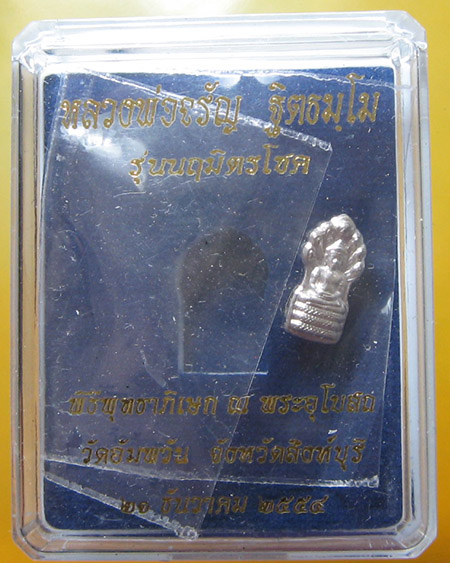 หลวงพ่อจรัญ ฐิตธมฺโม
รุ่นนฤมิตรโชค
พิธีพุทธาภิเษก ณ พระอุโบสถ
วัดอัมพวัน จังหวัดสิงห์บุรี
๒๑ ธันวาคม ๒๕๕๔